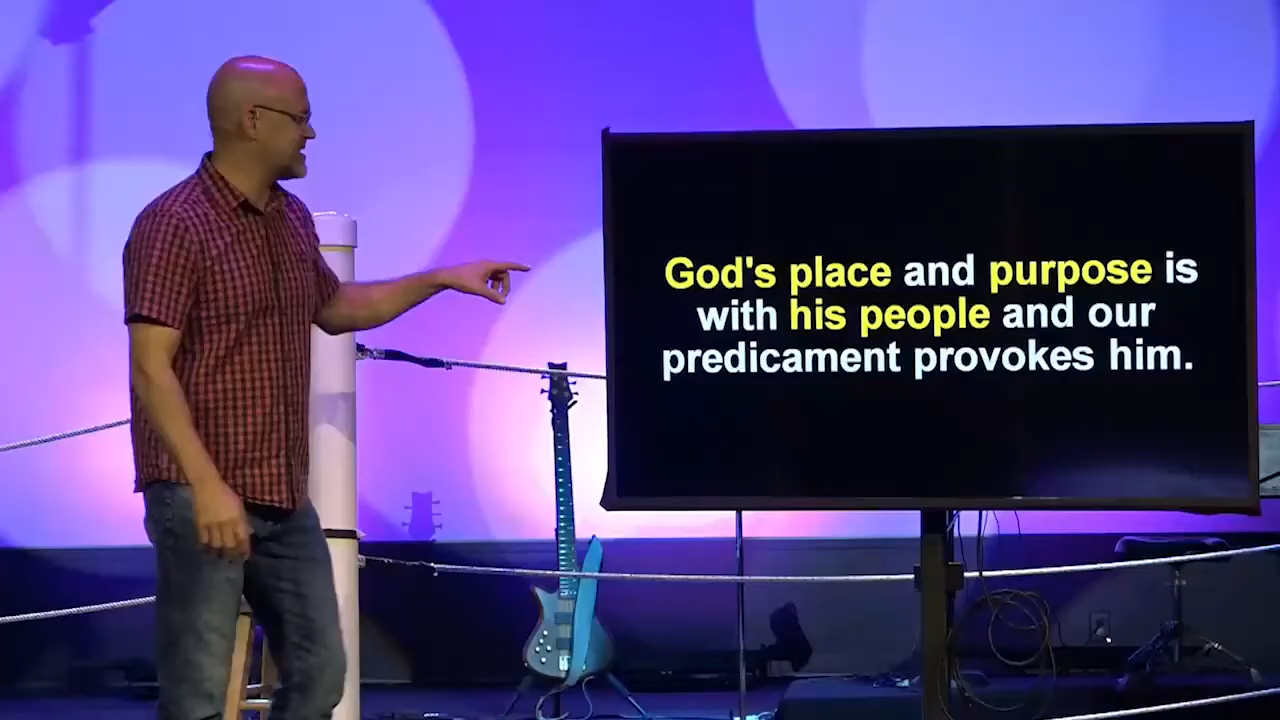 God's place and purpose is
with his people and our
predicament provokes him.